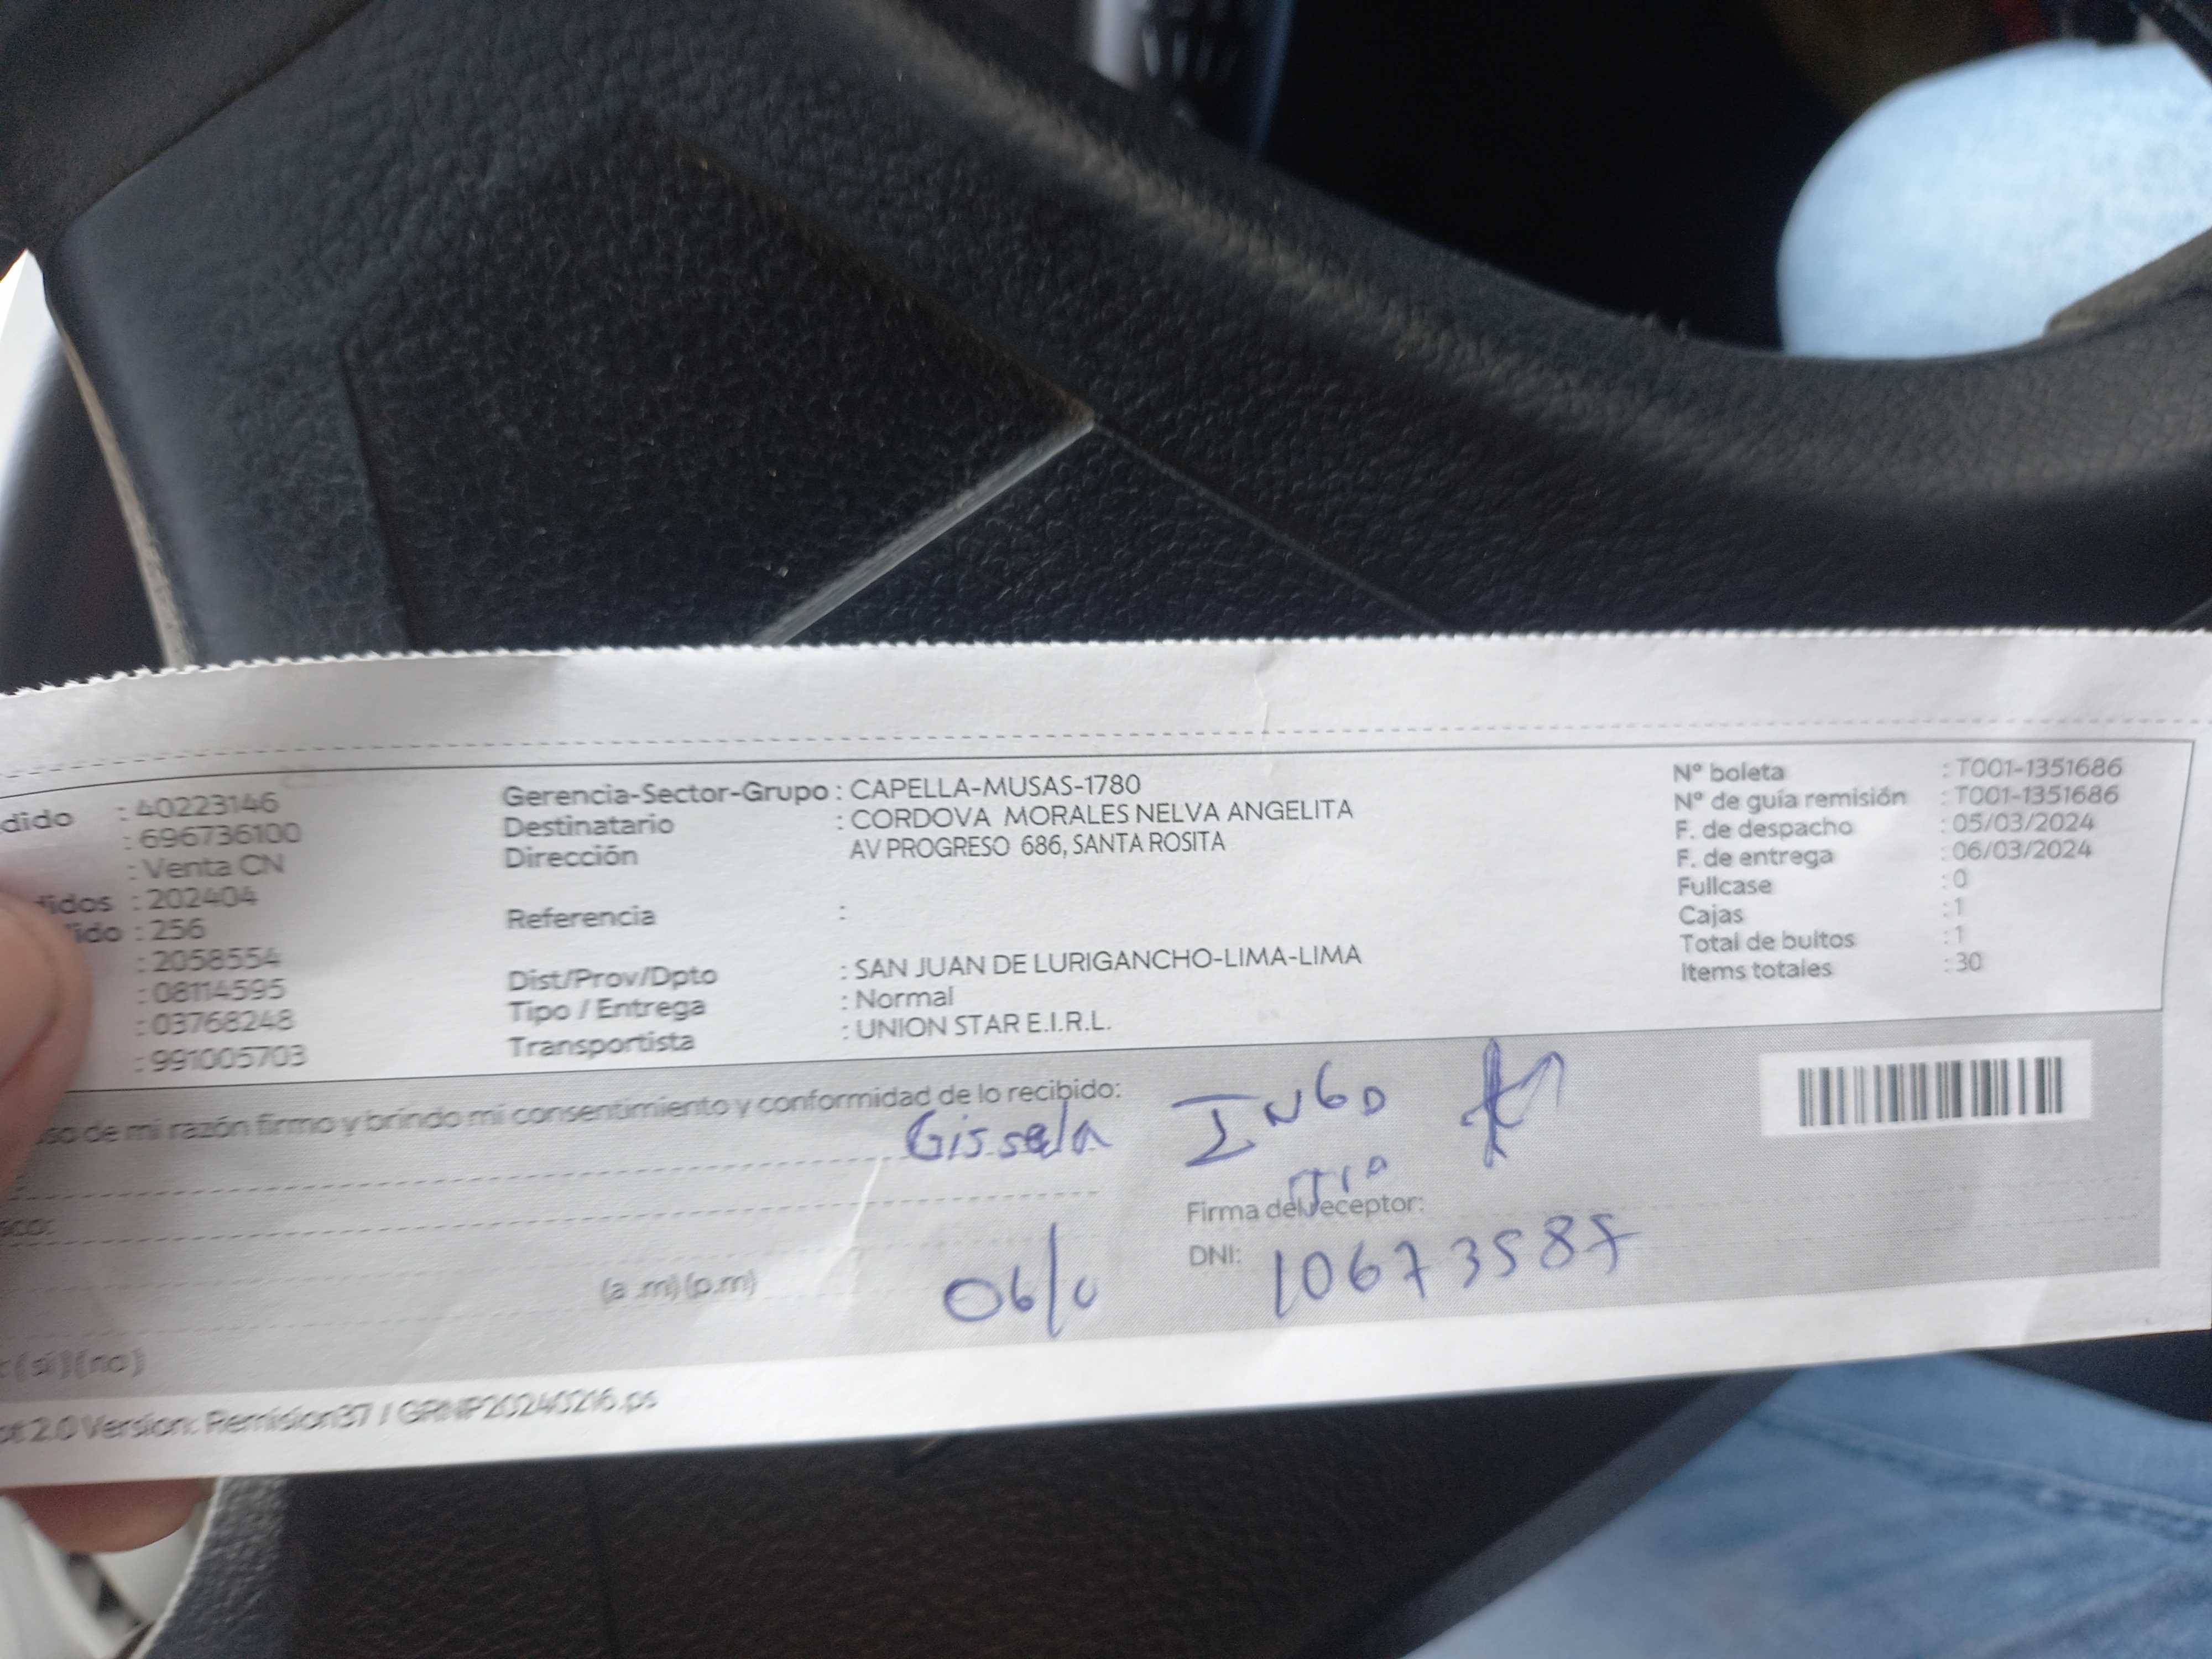 dido : 40223146
: 696736100
: Venta CN
didos : 202404
ido : 256
: 2058554
: 08114595
: 03768248
: 991005703
Gerencia-Sector-Grupo : CAPELLA-MUSAS-1780
Destinatario : CORDOVA MORALES NELVA ANGELITA
Dirección AV PROGRESO 686, SANTA ROSITA
Referencia :
Dist/Prov/Dpto : SAN JUAN DE LURIGANCHO-LIMA-LIMA
Tipo / Entrega : Normal
Transportista : UNION STAR E.I.R.L.
Nº boleta : T001-1351686
Nº de guía remisión : T001-1351686
F. de despacho : 05/03/2024
F. de entrega : 06/03/2024
Fullcase : 0
Cajas : 1
Total de bultos : 1
Items totales : 30
so de mi razón firmo y brindo mi consentimiento y conformidad de lo recibido:
Gissela
Firma del receptor:
DNI: 10673587
(a .m) (p.m)
06/
: (si) (no)
pt 2.0 Version: Remision37 / GRNP20240216.ps